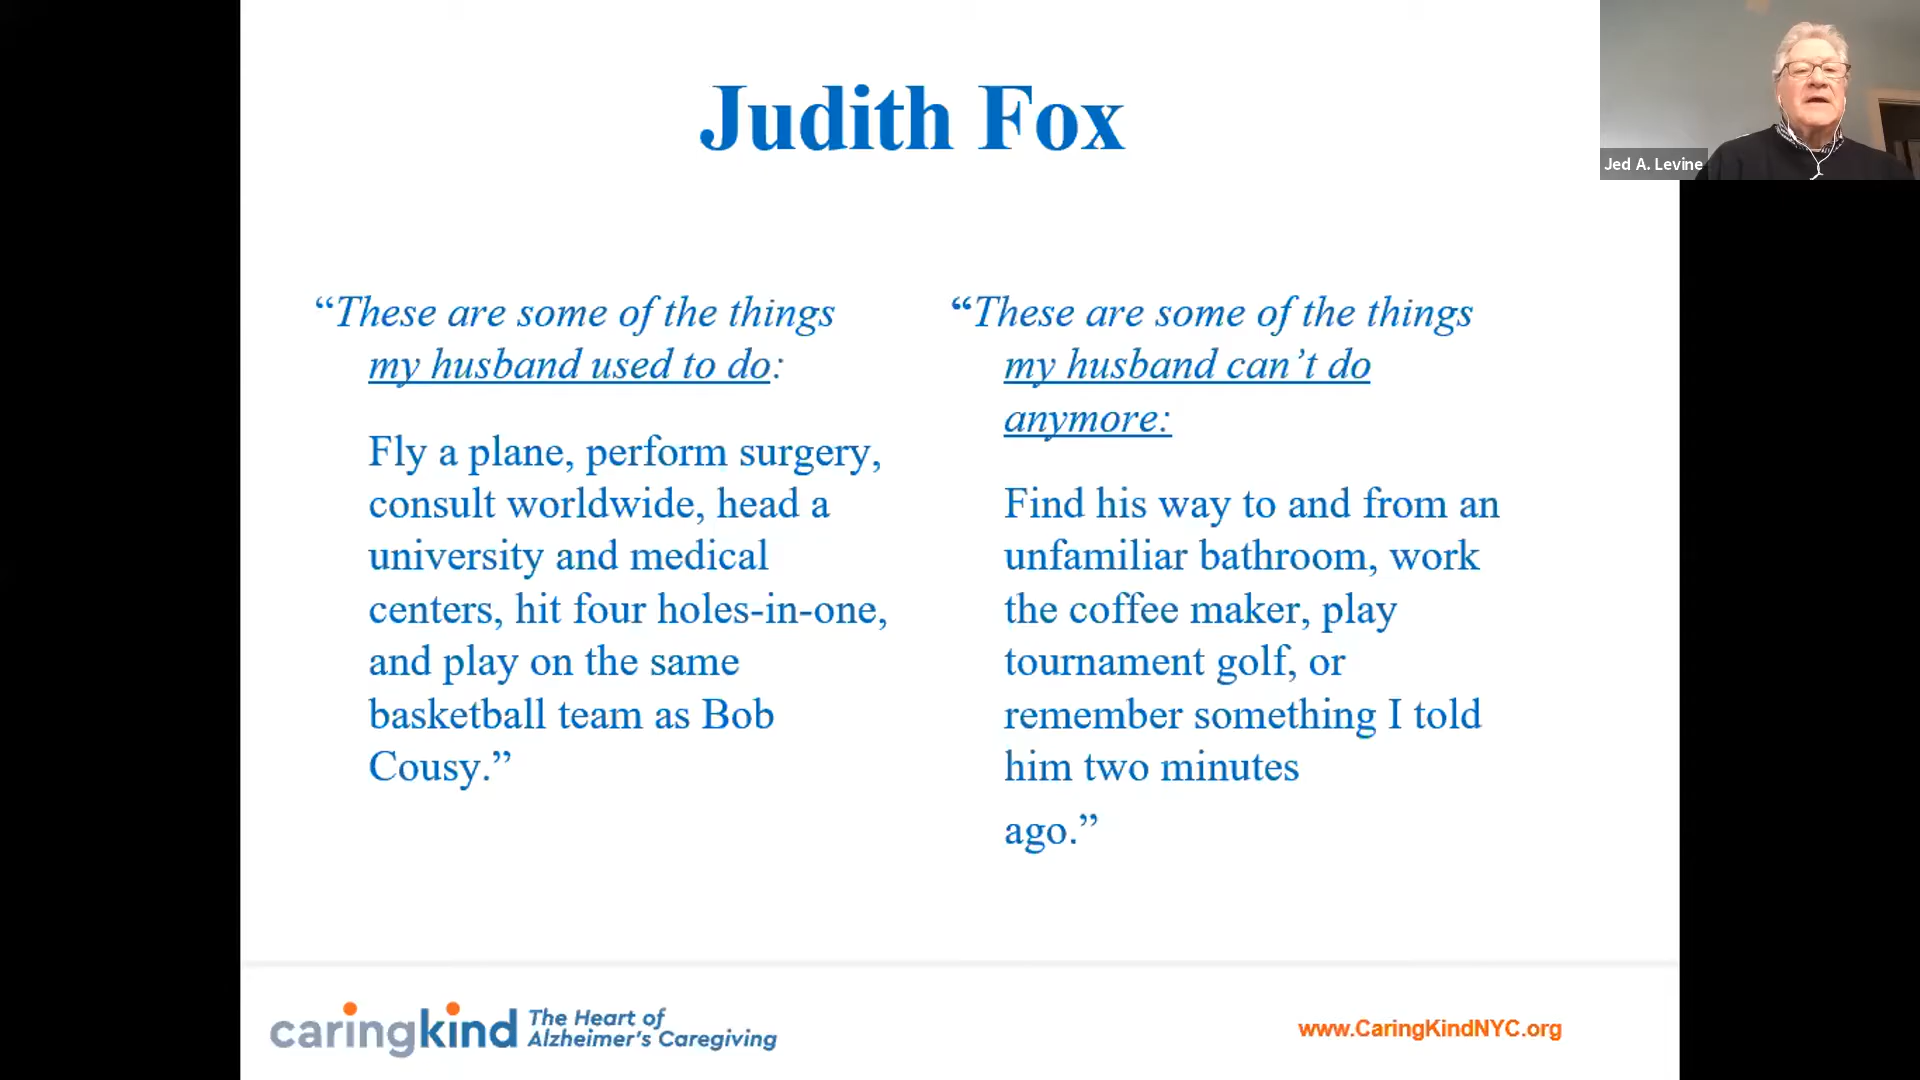 Judith Fox
“These are some of the things
my husband used to do:
Fly a plane, perform surgery,
consult worldwide, head a
university and medical
centers, hit four holes-in-one,
and play on the same
basketball team as Bob
Cousy.”
“These are some of the things
my husband can’t do
anymore:
Find his way to and from an
unfamiliar bathroom, work
the coffee maker, play
tournament golf, or
remember something I told
him two minutes
ago.”
Jed A. Levine
caringkind
The Heart of
Alzheimer's Caregiving
www.CaringKindNYC.org